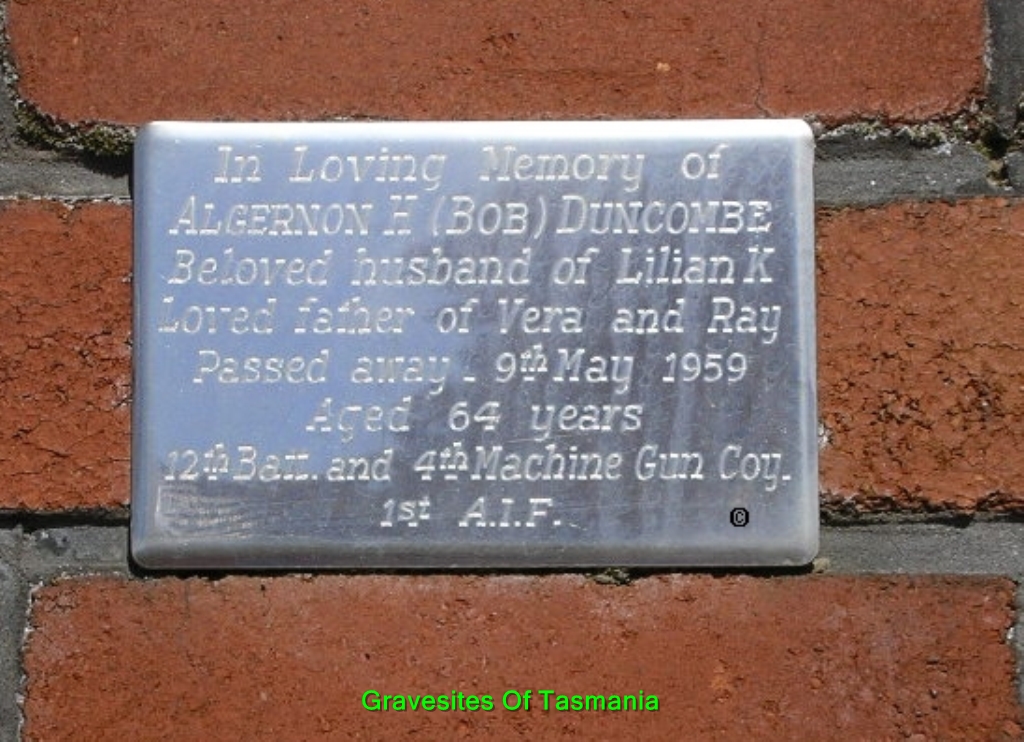 In Loving Memory of
ALGERNON H (BOB) DUNCOMBE
Beloved husband of Lilian K
Loved father of Vera and Ray
Passed away - 9th May 1959
Aged 64 years
12th Batt. and 4th Machine Gun Coy.
1st A.I.F.
©
Gravesites Of Tasmania